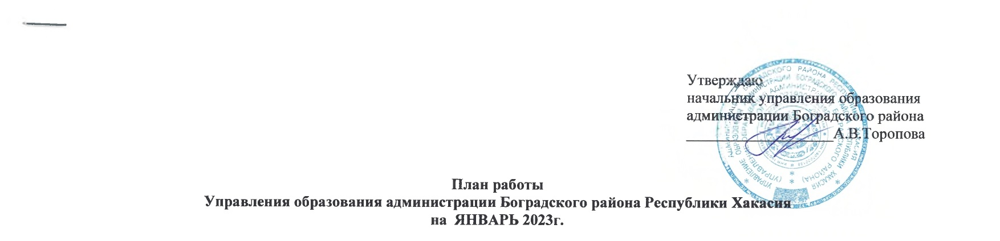 Утверждаю
начальник управления образования
администрации Боградского района
____________________А.В.Торопова
План работы
Управления образования администрации Боградского района Республики Хакасия
на ЯНВАРЬ 2023г.